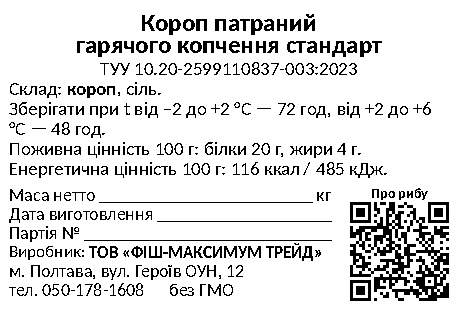 Короп патраний
гарячого копчення стандарт
ТУУ 10.20-2599110837-003:2023
Склад: короп, сіль.
Зберігати при t від –2 до +2 °С — 72 год, від +2 до +6
°С — 48 год.
Поживна цінність 100 г: білки 20 г, жири 4 г.
Енергетична цінність 100 г: 116 ккал / 485 кДж.
Маса нетто ______________________ кг
Про рибу
Дата виготовлення __________________
Партія № _________________________
Виробник: ТОВ «ФІШ-МАКСИМУМ ТРЕЙД»
м. Полтава, вул. Героїв ОУН, 12
тел. 050-178-1608 без ГМО